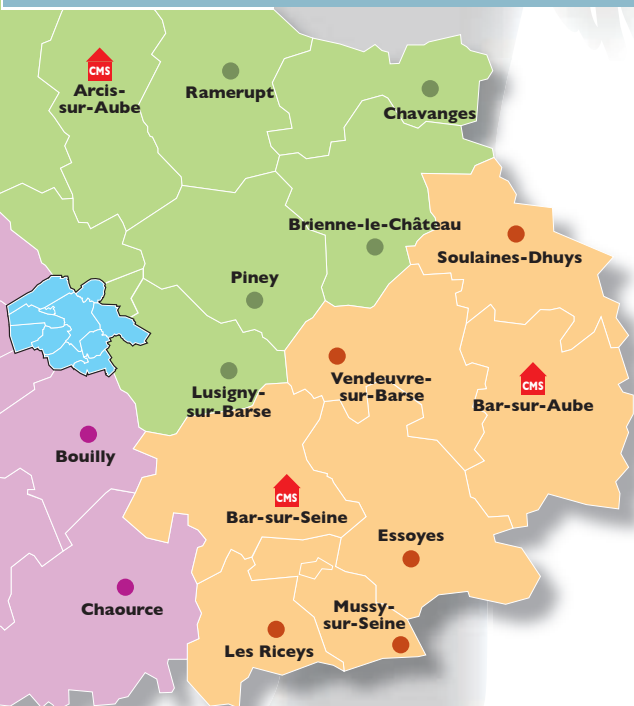 CMS
Arcis-
sur-Aube
Ramerupt
Chavanges
Brienne-le-Château
Soulaines-Dhuys
Piney
Vendeuvre-
sur-Barse
CMS
Bar-sur-Aube
Lusigny-
sur-Barse
Bouilly
CMS
Bar-sur-Seine
Essoyes
Chaource
Mussy-
sur-Seine
Les Riceys